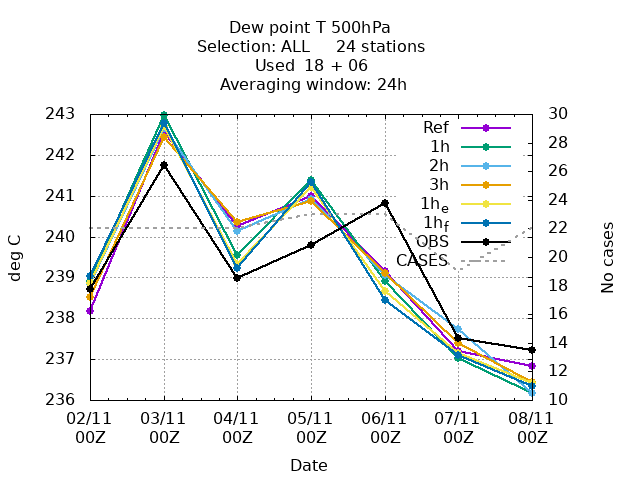 Dew point T 500hPa
Selection: ALL     24 stations
Used  18 + 06
Averaging window: 24h
deg C
243
242
241
240
239
238
237
236
30
28
26
24
22
20
18
16
14
12
10
No cases
Ref
1h
2h
3h
1he
1hf
OBS
CASES
02/11 03/11 04/11 05/11 06/11 07/11 08/11
00Z 00Z 00Z 00Z 00Z 00Z 00Z
Date